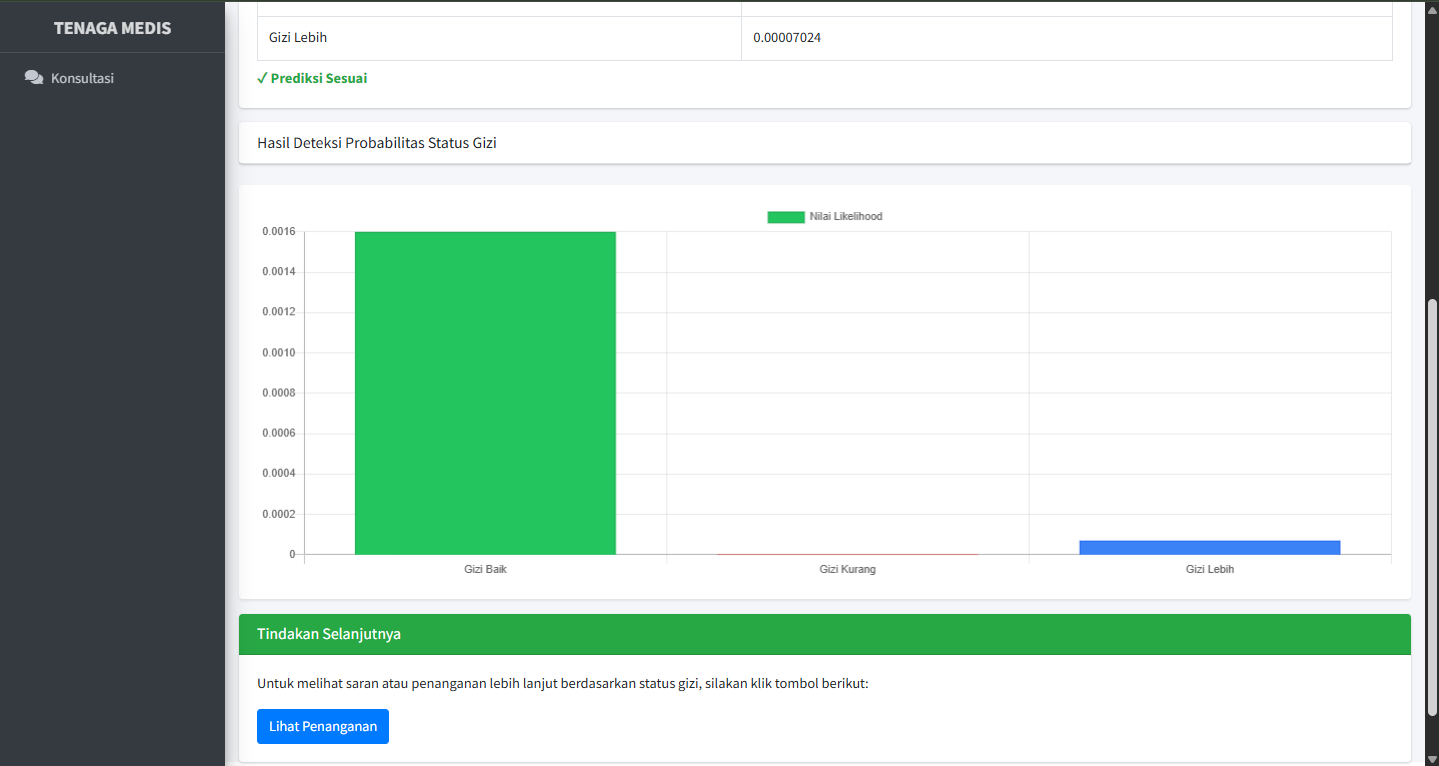 TENAGA MEDIS
Konsultasi
Gizi Lebih 0.00007024
✓ Prediksi Sesuai
Hasil Deteksi Probabilitas Status Gizi
Nilai Likelihood
0.0016
0.0014
0.0012
0.0010
0.0008
0.0006
0.0004
0.0002
0
Gizi Baik Gizi Kurang Gizi Lebih
Tindakan Selanjutnya
Untuk melihat saran atau penanganan lebih lanjut berdasarkan status gizi, silakan klik tombol berikut:
Lihat Penanganan